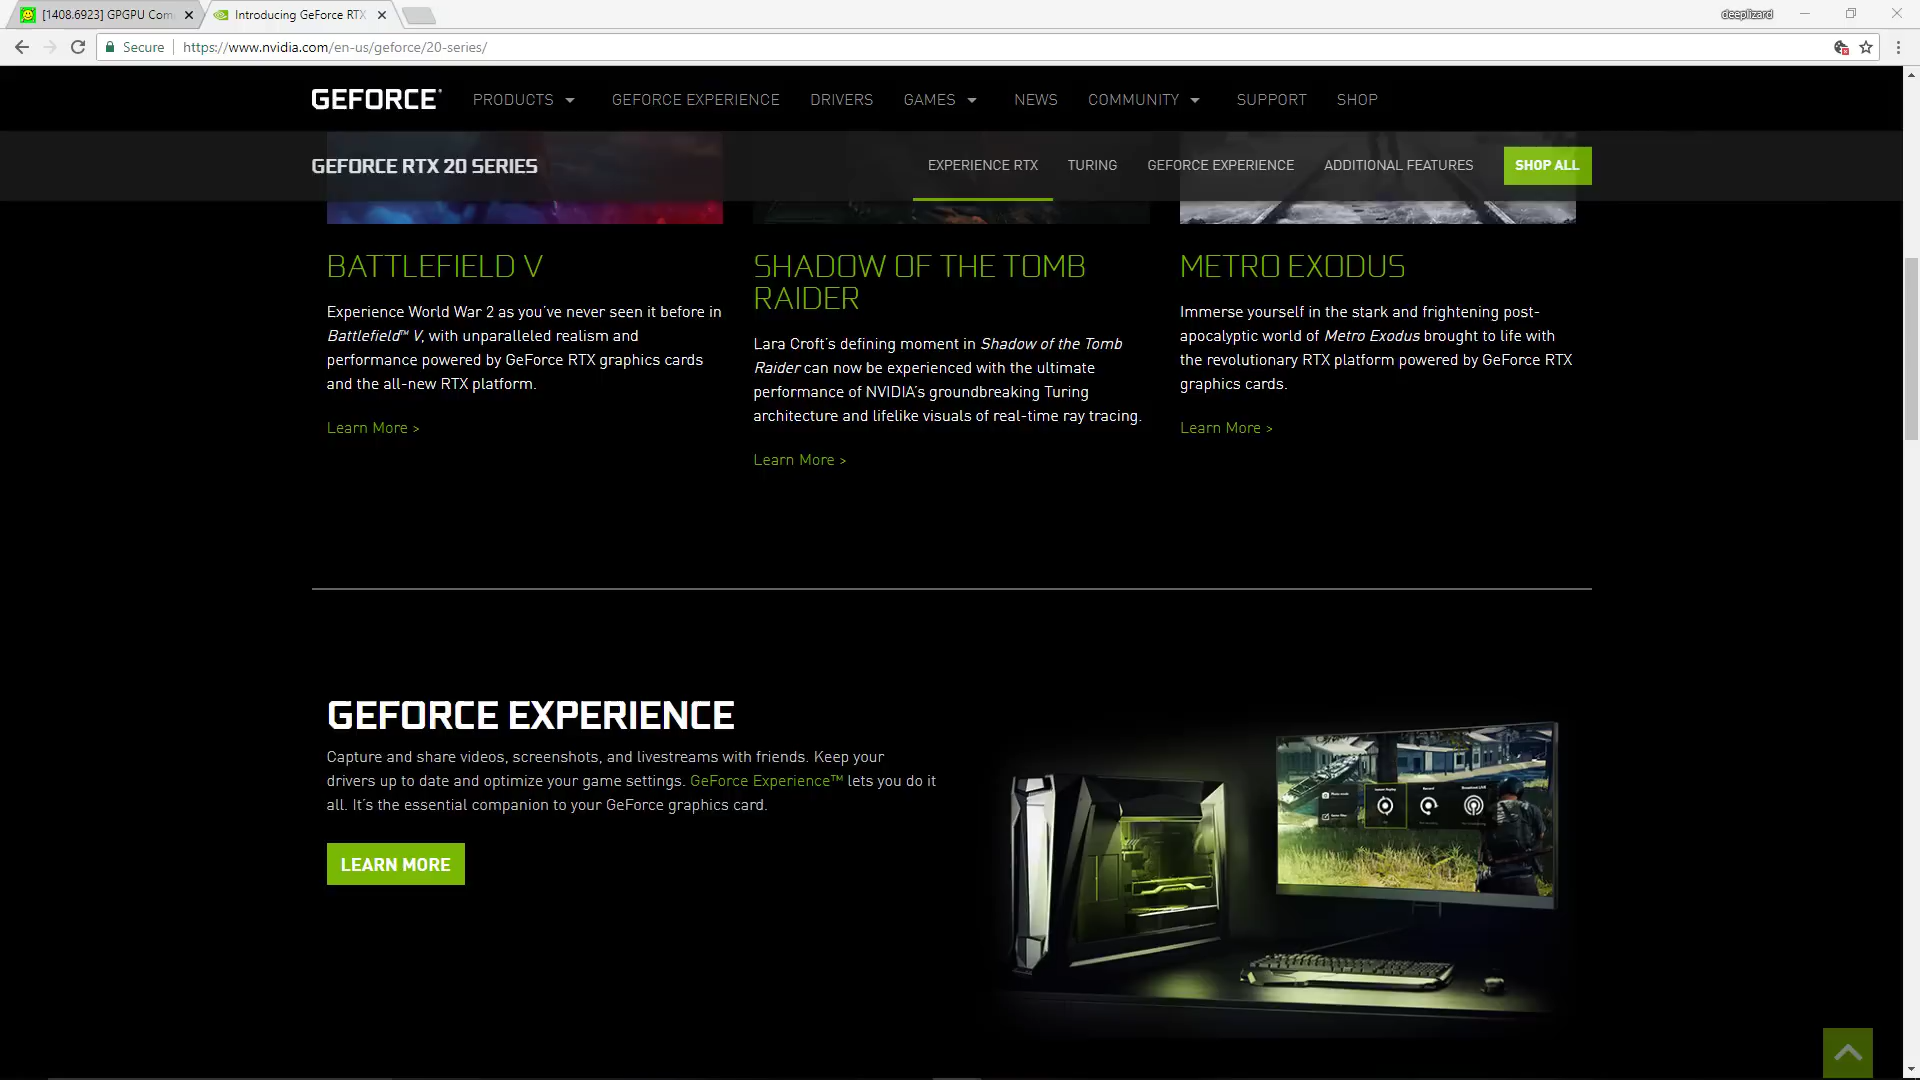 [1408.6923] GPGPU Com
Introducing GeForce RTX
deeplizard
Secure
https://www.nvidia.com/en-us/geforce/20-series/
GEFORCE
PRODUCTS
GEFORCE EXPERIENCE
DRIVERS
GAMES
NEWS
COMMUNITY
SUPPORT
SHOP
GEFORCE RTX 20 SERIES
EXPERIENCE RTX
TURING
GEFORCE EXPERIENCE
ADDITIONAL FEATURES
SHOP ALL
BATTLEFIELD V
Experience World War 2 as you've never seen it before in
Battlefield™ V, with unparalleled realism and
performance powered by GeForce RTX graphics cards
and the all-new RTX platform.
Learn More >
SHADOW OF THE TOMB
RAIDER
Lara Croft's defining moment in Shadow of the Tomb
Raider can now be experienced with the ultimate
performance of NVIDIA's groundbreaking Turing
architecture and lifelike visuals of real-time ray tracing.
Learn More >
METRO EXODUS
Immerse yourself in the stark and frightening post-
apocalyptic world of Metro Exodus brought to life with
the revolutionary RTX platform powered by GeForce RTX
graphics cards.
Learn More >
GEFORCE EXPERIENCE
Capture and share videos, screenshots, and livestreams with friends. Keep your
drivers up to date and optimize your game settings. GeForce Experience™ lets you do it
all. It's the essential companion to your GeForce graphics card.
LEARN MORE
Instant Replay
Record
Broadcast LIVE